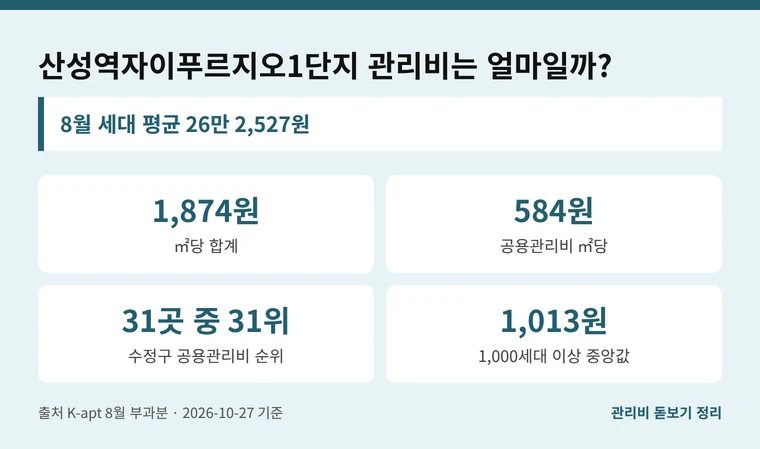 산성역자이푸르지오1단지 관리비는 얼마일까?
8월 세대 평균 26만 2,527원
1,874원
㎡당 합계
584원
공용관리비 ㎡당
31곳 중 31위
수정구 공용관리비 순위
1,013원
1,000세대 이상 중앙값
출처 K-apt 8월 부과분 · 2026-10-27 기준
관리비 돋보기 정리